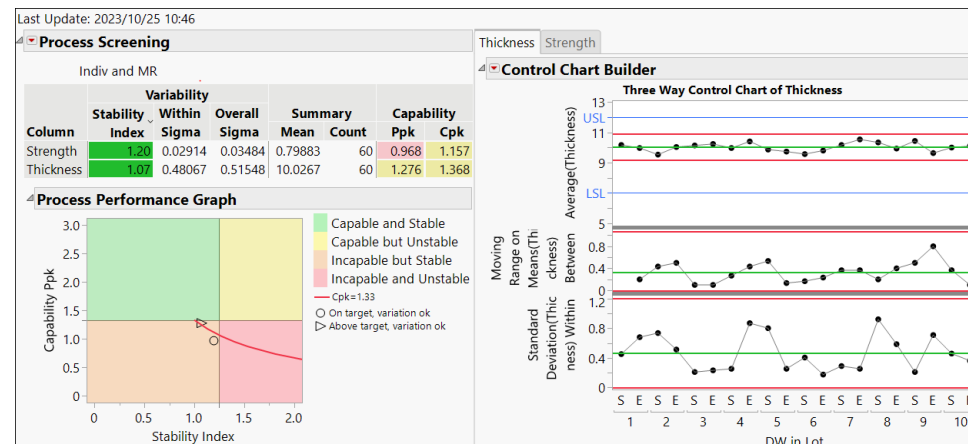 Last Update: 2023/10/25 10:46
Process Screening
Indiv and MR
Variability
Stability Within Overall Summary Capability
Column Index Sigma Sigma Mean Count Ppk Cpk
Strength 1.20 0.02914 0.03484 0.79883 60 0.968 1.157
Thickness 1.07 0.48067 0.51548 10.0267 60 1.276 1.368
Process Performance Graph
Capability Ppk
3.0
2.5
2.0
1.5
1.0
0.5
0
0 0.5 1.0 1.5 2.0
Stability Index
Capable and Stable
Capable but Unstable
Incapable but Stable
Incapable and Unstable
Cpk=1.33
On target, variation ok
Above target, variation ok
Thickness Strength
Control Chart Builder
Three Way Control Chart of Thickness
Average(Thickness)
13
USL
11
9
LSL
5
Moving
Range on
Means(Thi
ckness)
Between
0.8
0.4
0
Standard
Deviation(Thic
ness) Within
1.2
0.8
0.4
0
S E S E S E S E S E S E S E S E S E S E
1 2 3 4 5 6 7 8 9 10
DW in Lot